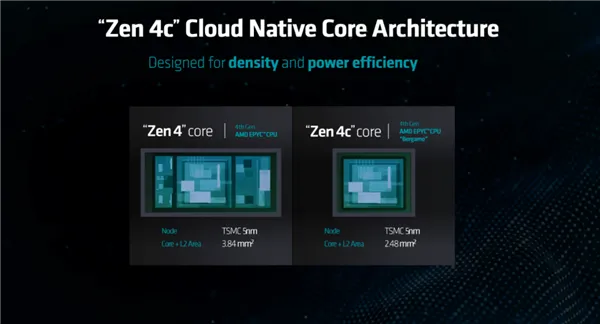 “Zen 4c” Cloud Native Core Architecture
Designed for density and power efficiency
“Zen 4” core
4th Gen
AMD EPYC™ CPU
Node TSMC 5nm
Core + L2 Area 3.84 mm²
“Zen 4c” core
4th Gen
AMD EPYC™ CPU
“Bergamo”
Node TSMC 5nm
Core + L2 Area 2.48 mm²